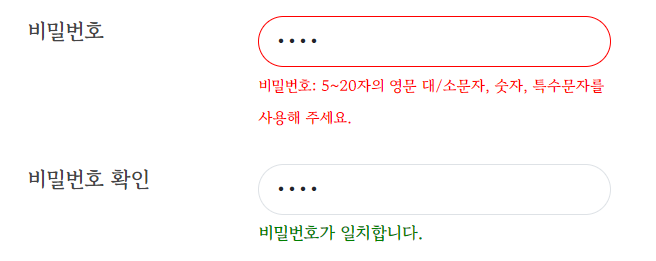 비밀번호
••••
비밀번호: 5~20자의 영문 대/소문자, 숫자, 특수문자를
사용해 주세요.
비밀번호 확인
••••
비밀번호가 일치합니다.